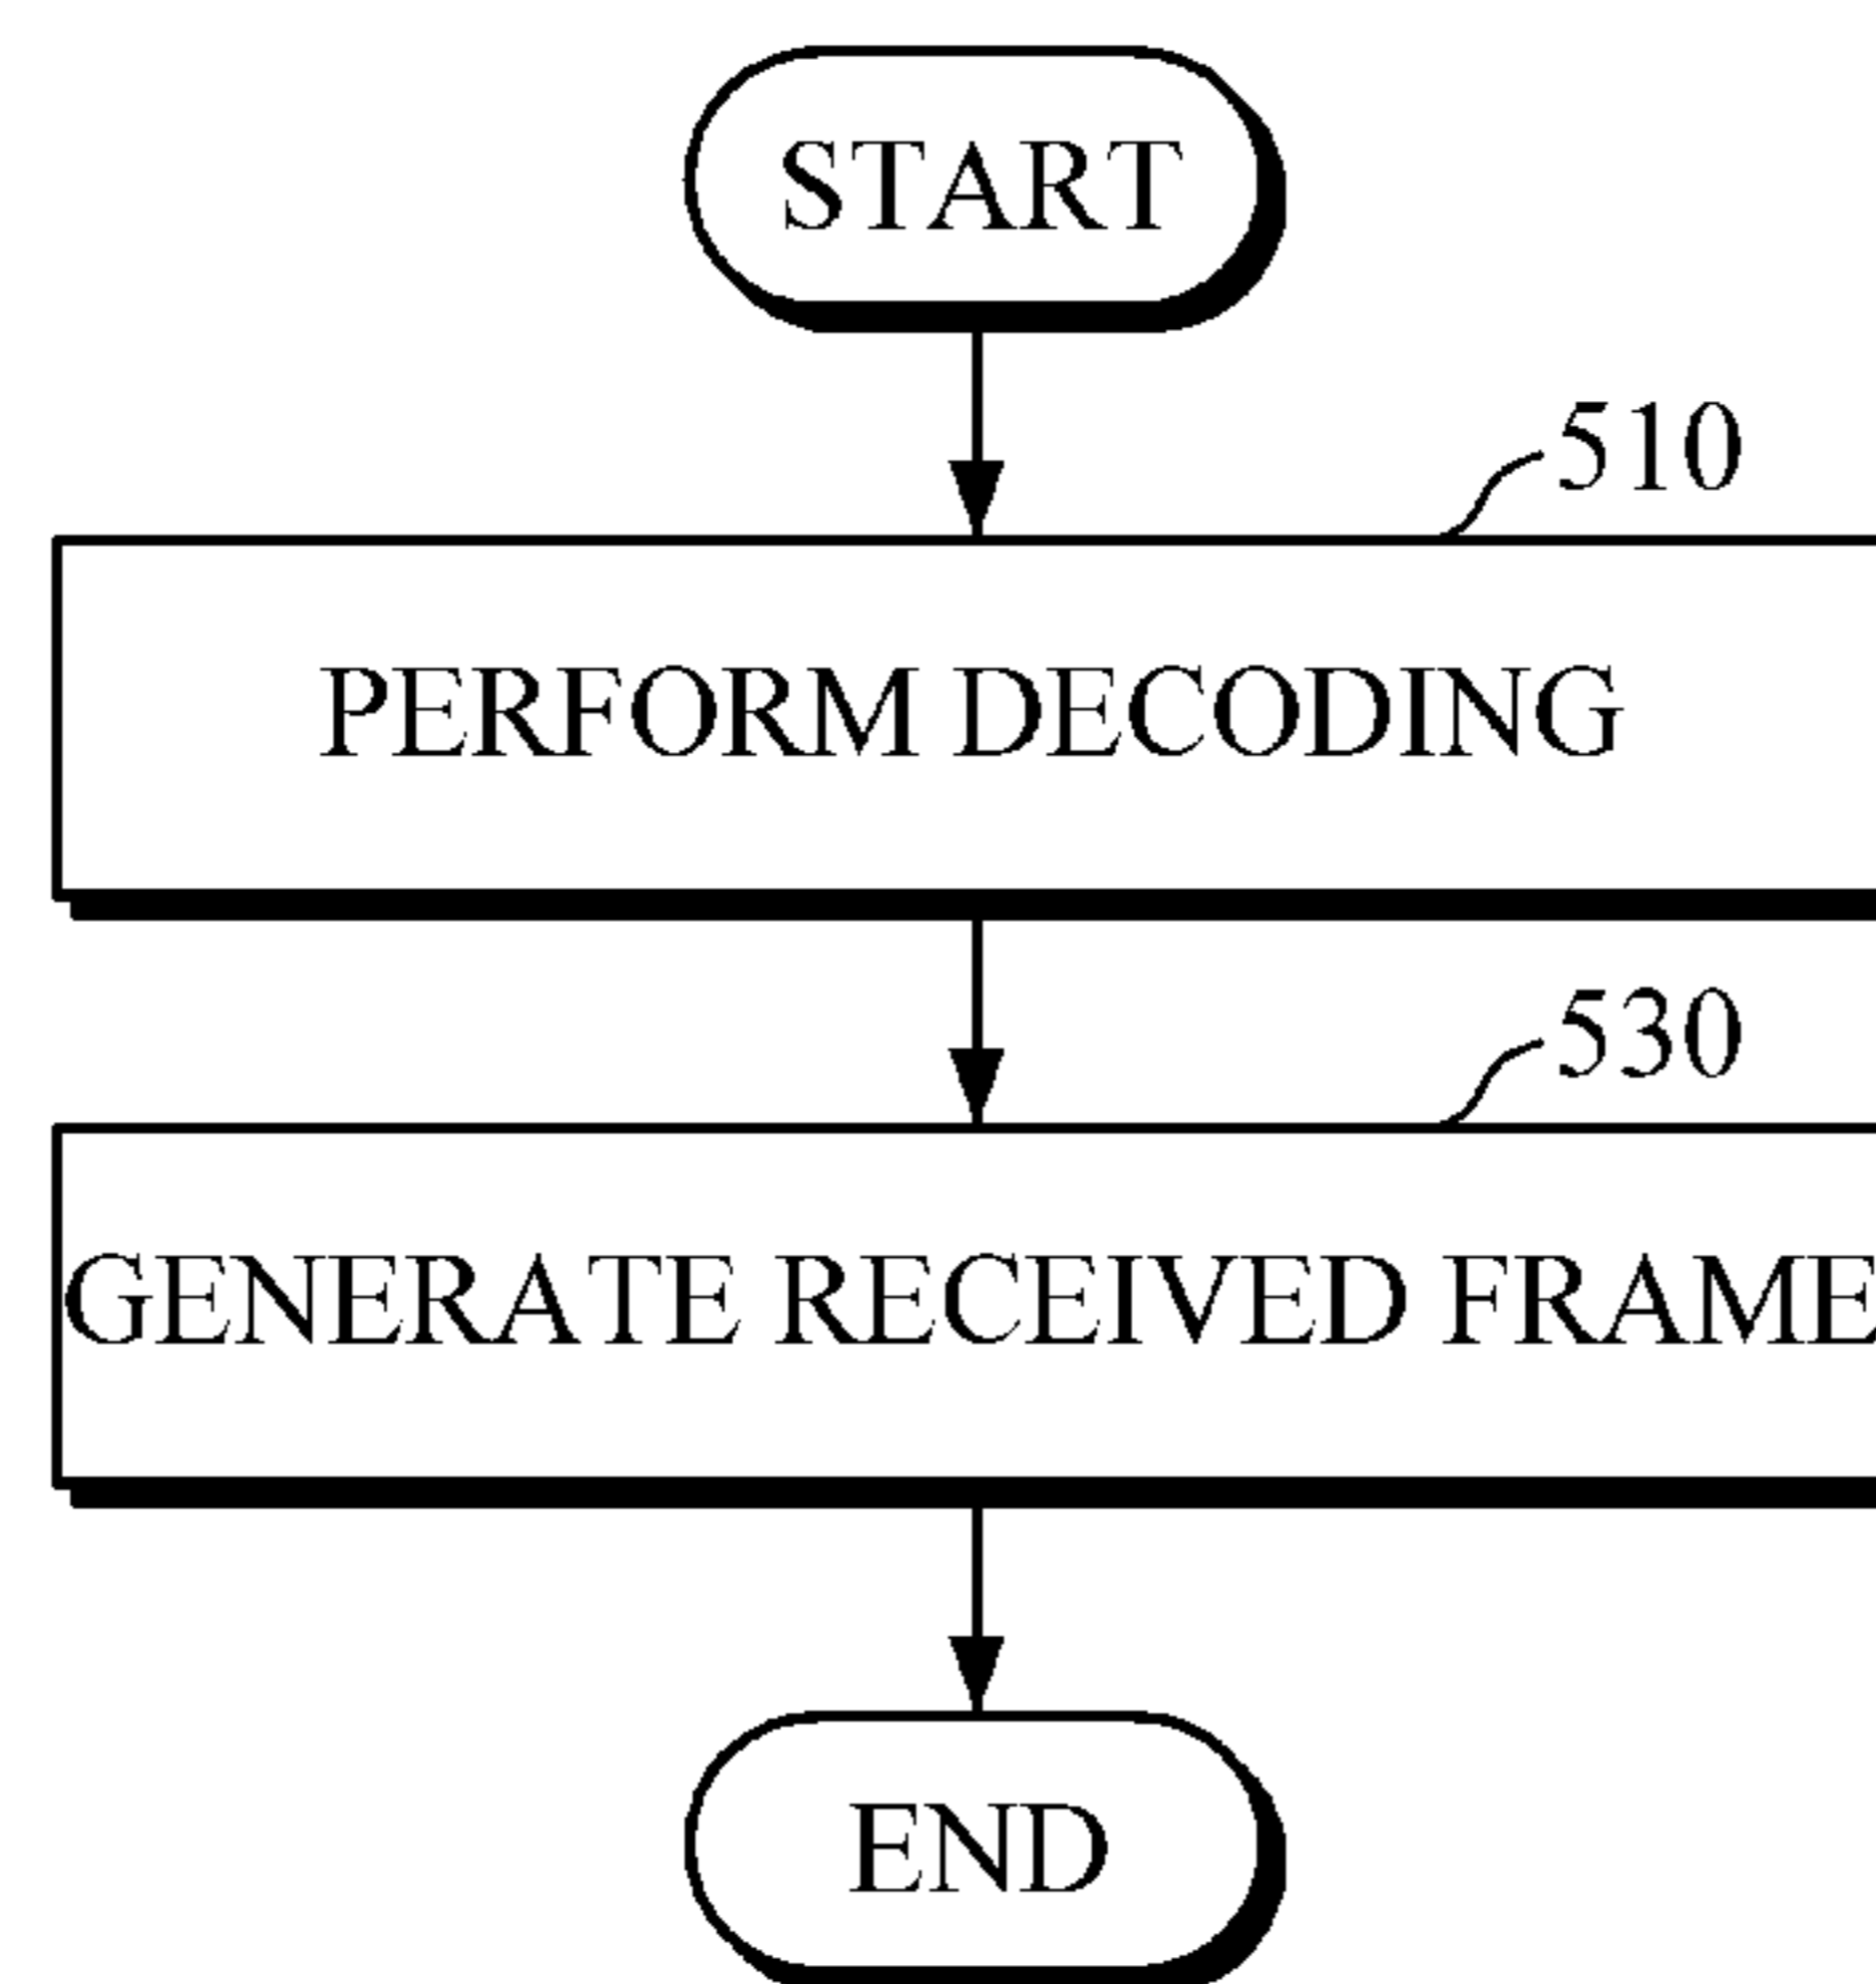 START
510
PERFORM DECODING
530
GENERATE RECEIVED FRAME
END